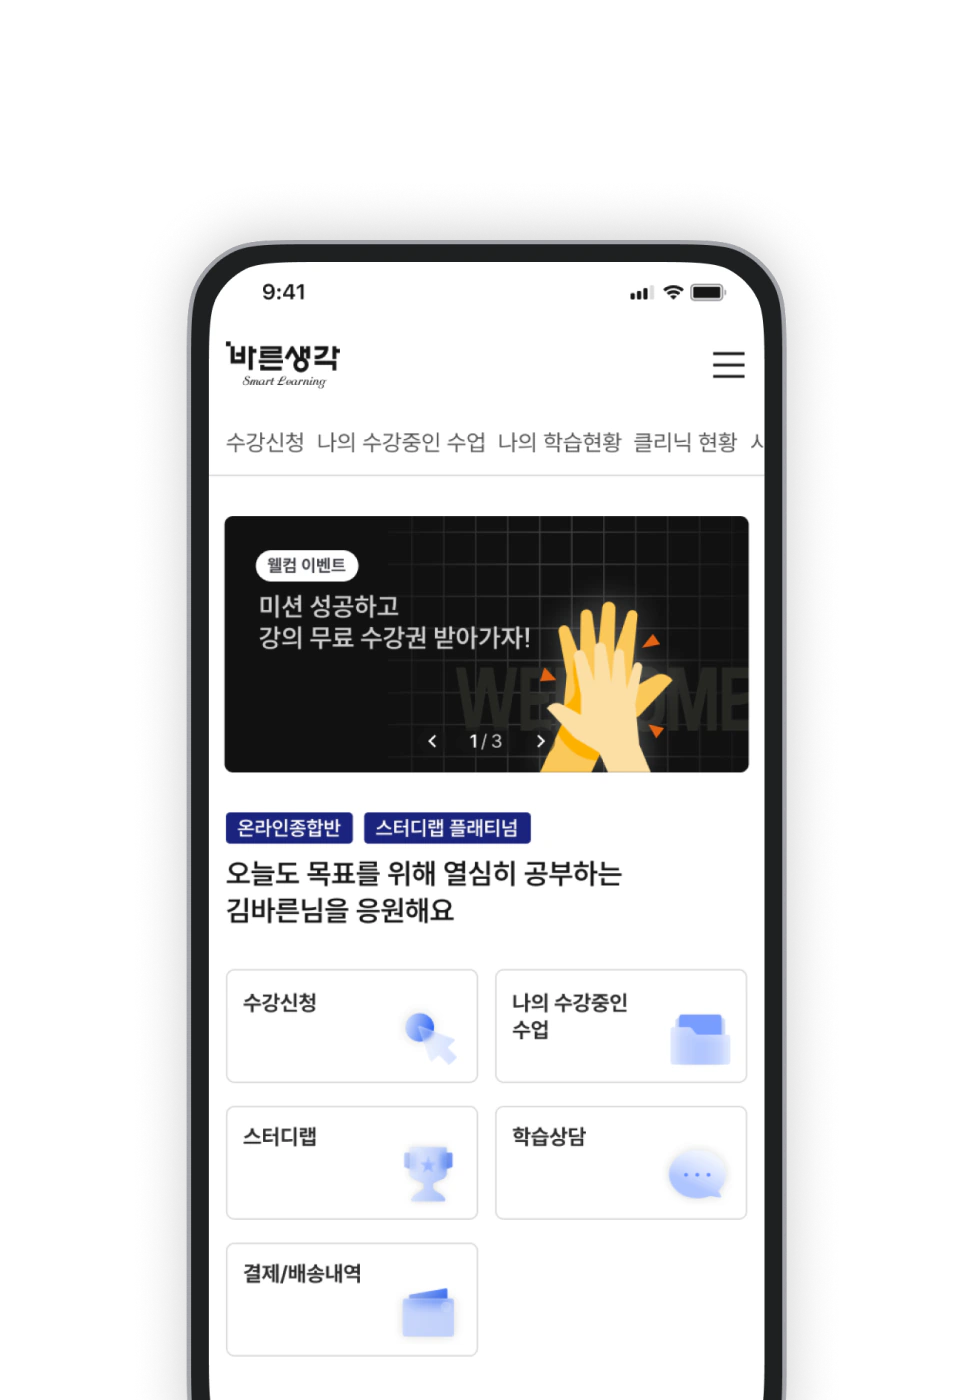 9:41
바른생각
Smart Learning
수강신청 나의 수강중인 수업 나의 학습현황 클리닉 현황
웰컴 이벤트
미션 성공하고
강의 무료 수강권 받아가자!
1/3
온라인종합반 스터디랩 플래티넘
오늘도 목표를 위해 열심히 공부하는
김바른님을 응원해요
수강신청
나의 수강중인
수업
스터디랩
학습상담
결제/배송내역